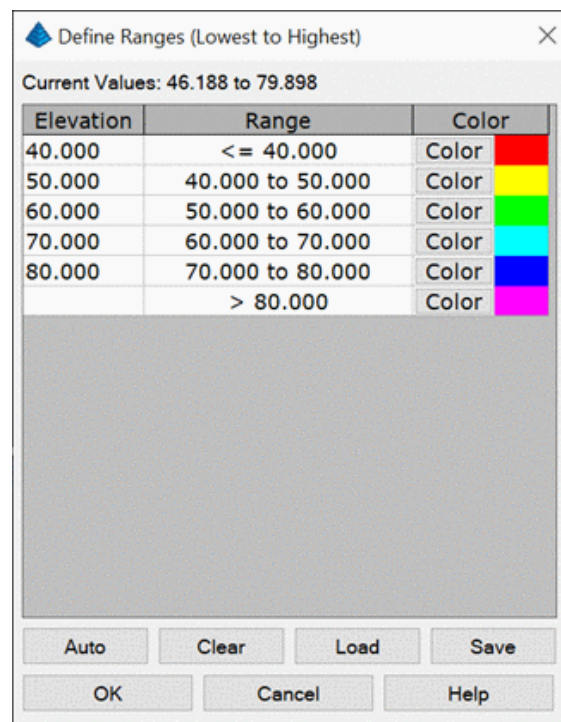 Define Ranges (Lowest to Highest)
Current Values: 46.188 to 79.898
Elevation Range Color
40.000 <= 40.000 Color
50.000 40.000 to 50.000 Color
60.000 50.000 to 60.000 Color
70.000 60.000 to 70.000 Color
80.000 70.000 to 80.000 Color
> 80.000 Color
Auto Clear Load Save
OK Cancel Help